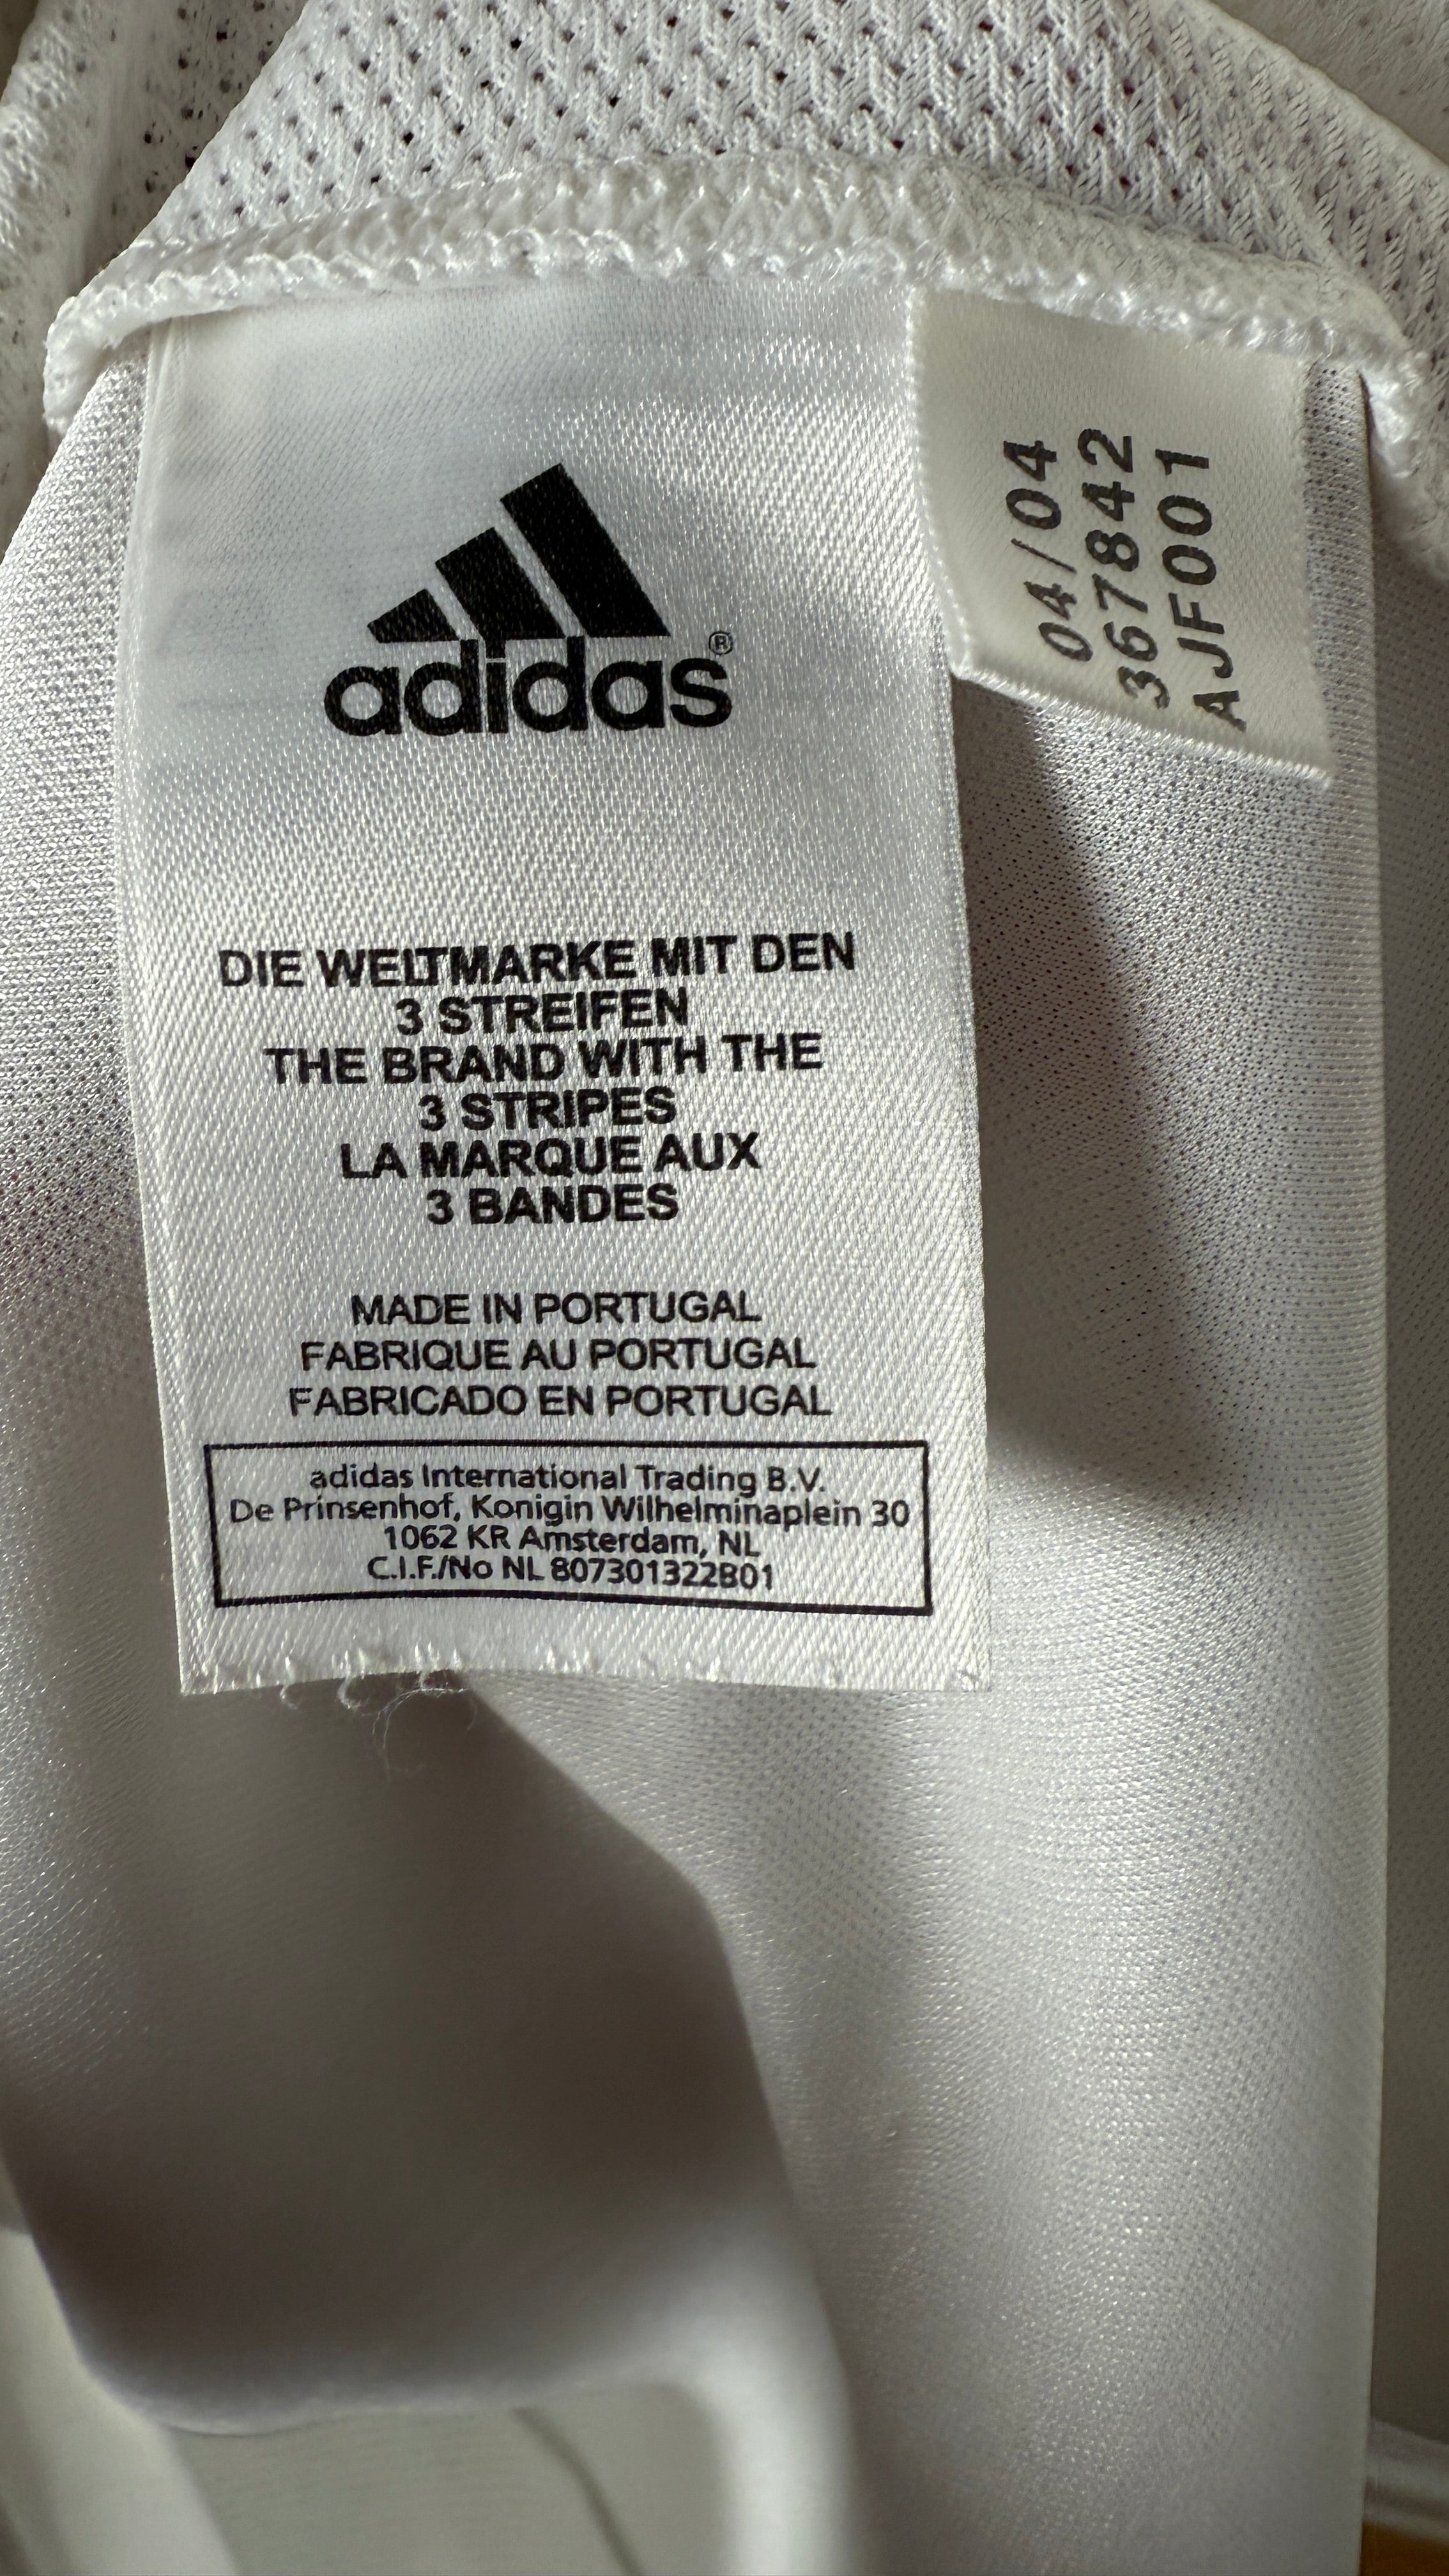 adidas®
DIE WELTMARKE MIT DEN
3 STREIFEN
THE BRAND WITH THE
3 STRIPES
LA MARQUE AUX
3 BANDES
MADE IN PORTUGAL
FABRIQUE AU PORTUGAL
FABRICADO EN PORTUGAL
adidas International Trading B.V.
De Prinsenhof, Konigin Wilhelminaplein 30
1062 KR Amsterdam, NL
C.I.F./No NL 807301322B01
04/04
367842
AJF001